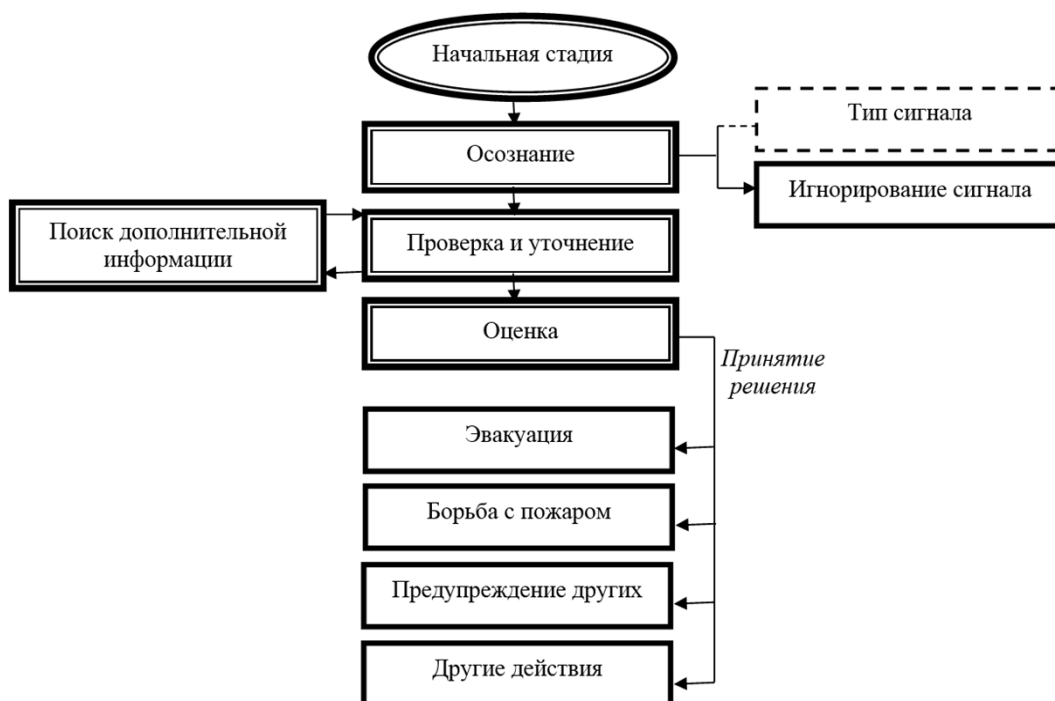 Начальная стадия
Тип сигнала
Осознание
Игнорирование сигнала
Поиск дополнительной
информации
Проверка и уточнение
Оценка
Принятие
решения
Эвакуация
Борьба с пожаром
Предупреждение других
Другие действия